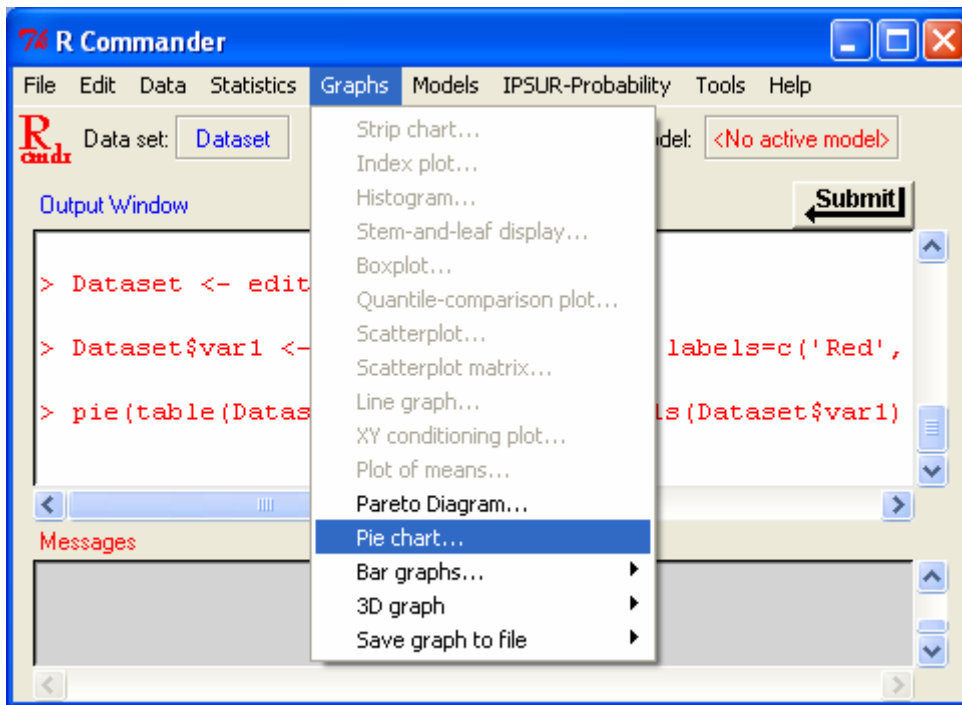 R Commander
File Edit Data Statistics Graphs Models IPSUR-Probability Tools Help
R cmdr Data set: Dataset del: <No active model>
Strip chart...
Index plot...
Histogram...
Stem-and-leaf display...
Boxplot...
Quantile-comparison plot...
Scatterplot...
Scatterplot matrix...
Line graph...
XY conditioning plot...
Plot of means...
Pareto Diagram...
Pie chart...
Bar graphs...
3D graph
Save graph to file
Output Window
Submit
> Dataset <- edit
> Dataset$var1 <- labels=c('Red',
> pie(table(Datas ls(Dataset$var1)
Messages